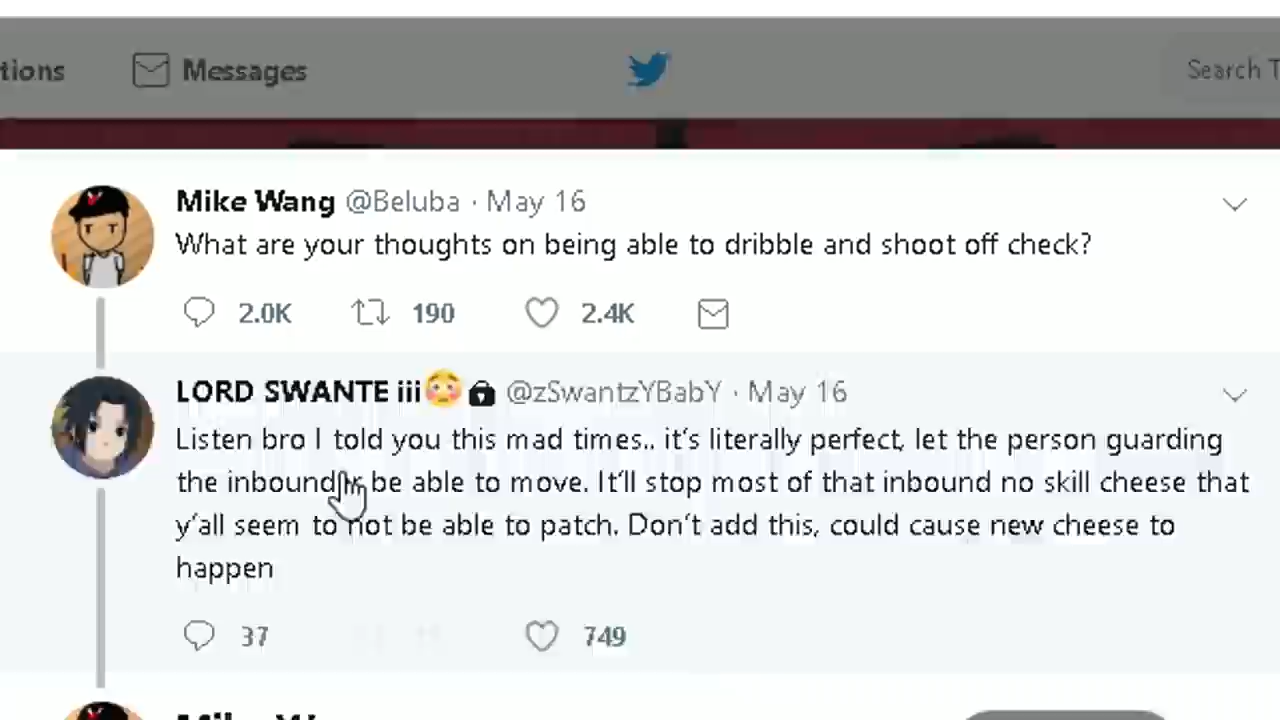 tions Messages Search T
Mike Wang @Beluba · May 16
What are your thoughts on being able to dribble and shoot off check?
2.0K 190 2.4K
LORD SWANTE iii😳🔒 @zSwantzYBabY · May 16
Listen bro I told you this mad times.. it's literally perfect, let the person guarding
the inbound be able to move. It'll stop most of that inbound no skill cheese that
y'all seem to not be able to patch. Don't add this, could cause new cheese to
happen
37 749